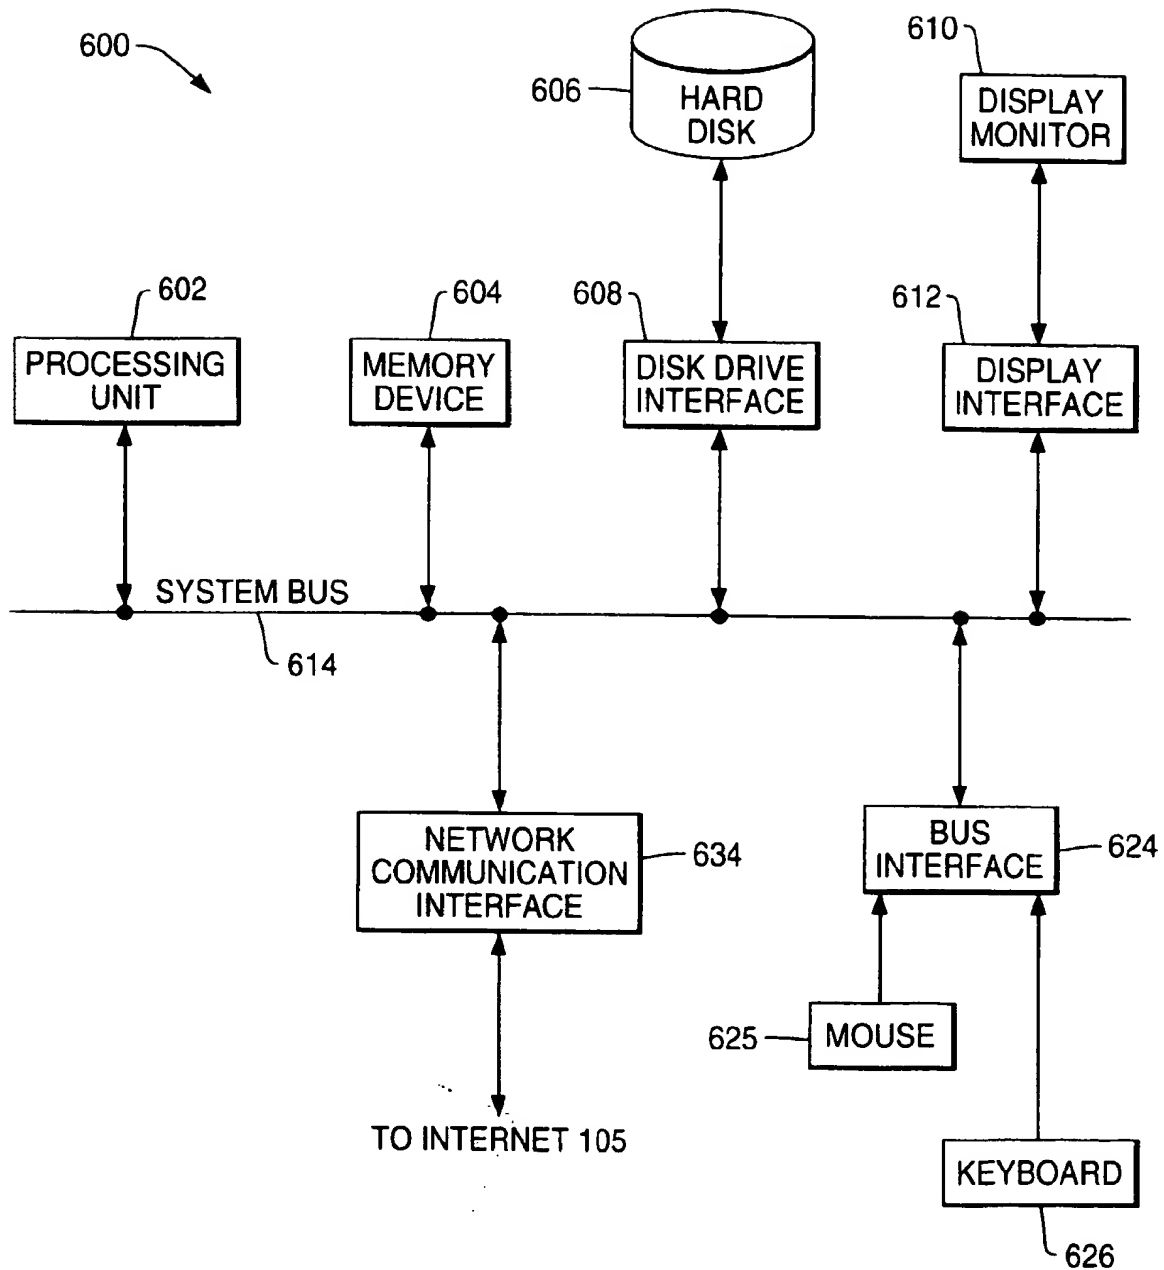 600
610
606
HARD
DISK
DISPLAY
MONITOR
602
604
608
612
PROCESSING
UNIT
MEMORY
DEVICE
DISK DRIVE
INTERFACE
DISPLAY
INTERFACE
SYSTEM BUS
614
NETWORK
COMMUNICATION
INTERFACE
634
BUS
INTERFACE
624
625
MOUSE
TO INTERNET 105
KEYBOARD
626